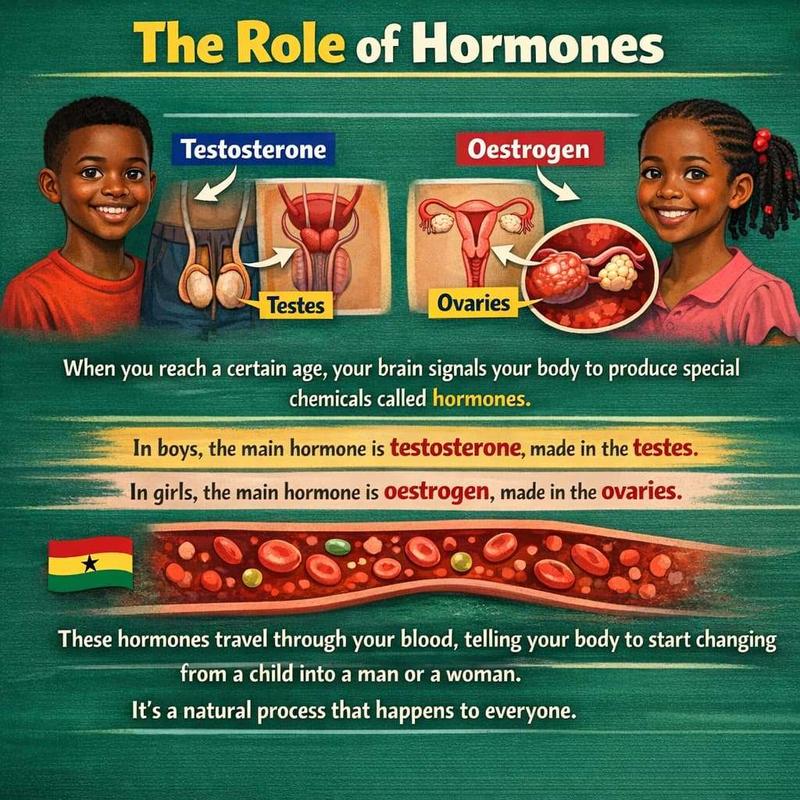 The Role of Hormones
Testosterone
Oestrogen
Testes
Ovaries
When you reach a certain age, your brain signals your body to produce special
chemicals called hormones.
In boys, the main hormone is testosterone, made in the testes.
In girls, the main hormone is oestrogen, made in the ovaries.
These hormones travel through your blood, telling your body to start changing
from a child into a man or a woman.
It's a natural process that happens to everyone.